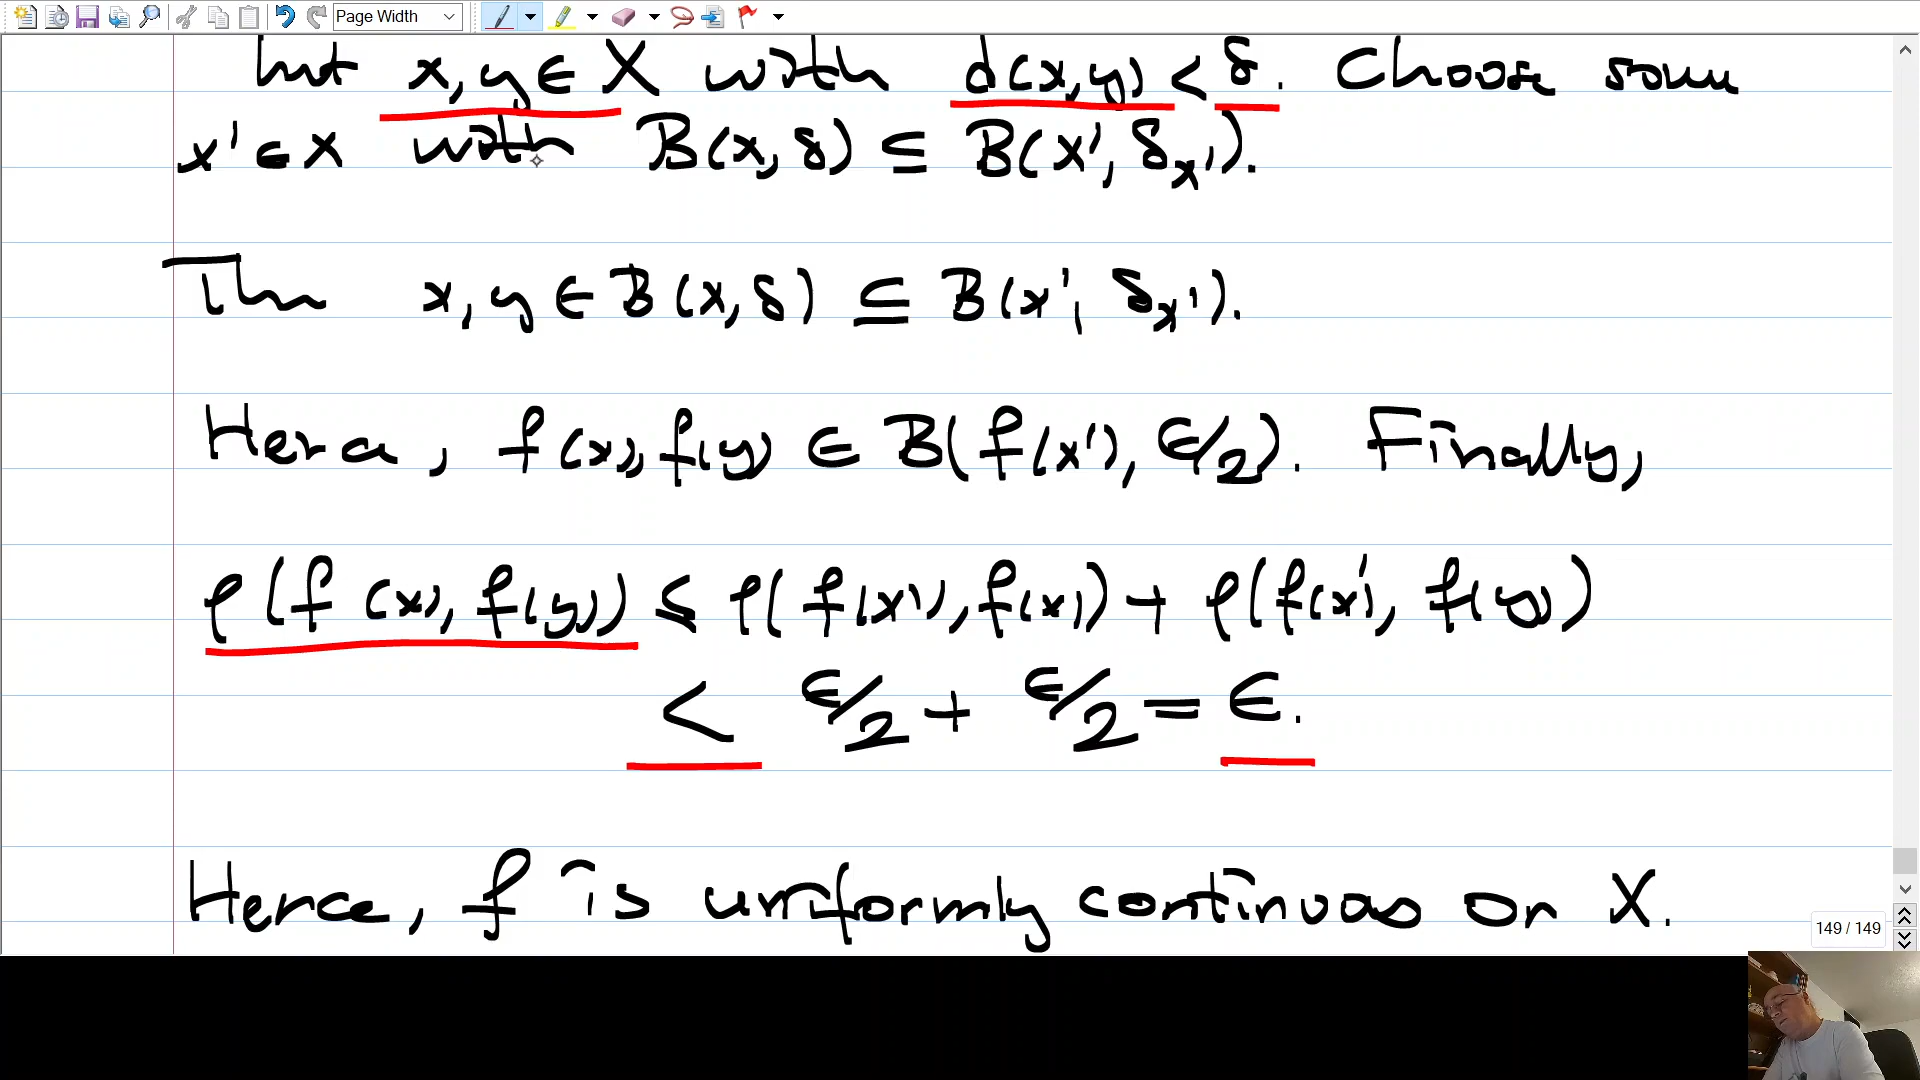 Page Width
let x, y ∈ X with d(x,y) < δ. Choose some
x' ∈ X with B(x, δ) ⊆ B(x', δ_x').
Then x, y ∈ B(x, δ) ⊆ B(x', δ_x').
Hence, f(x), f(y) ∈ B(f(x'), ε/2). Finally,
ρ(f(x), f(y)) ≤ ρ(f(x'), f(x)) + ρ(f(x'), f(y))
< ε/2 + ε/2 = ε.
Hence, f is uniformly continuous on X.
149 / 149